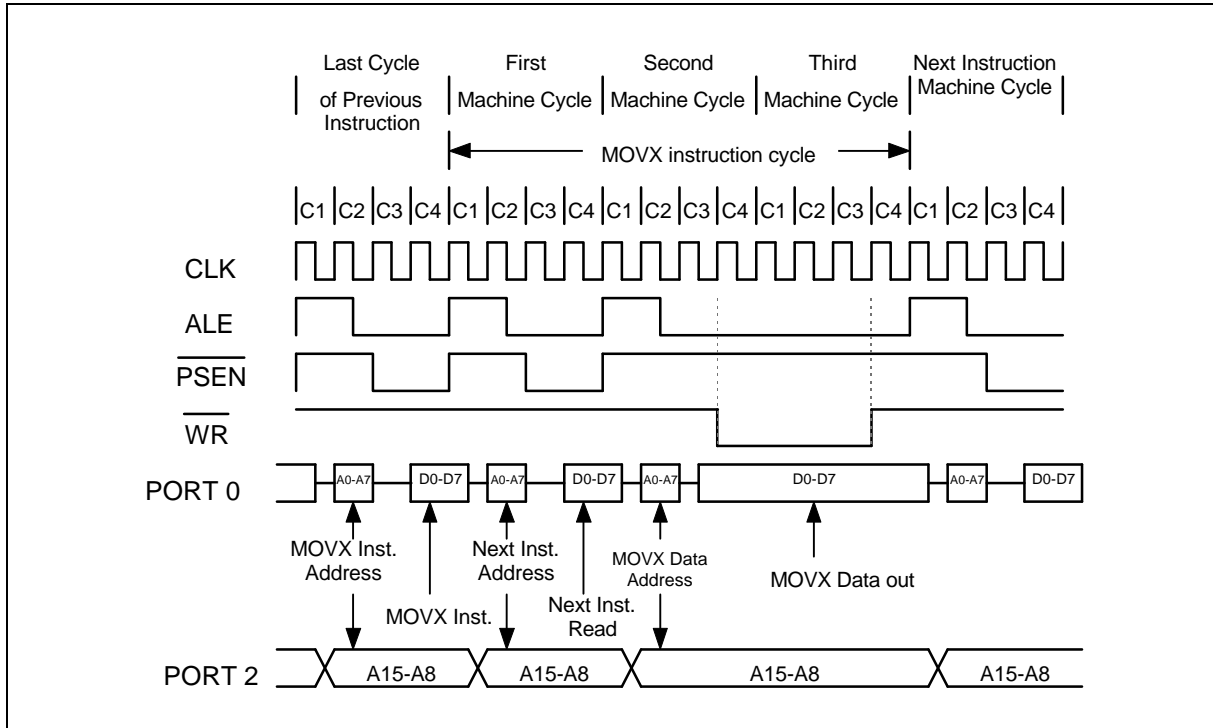 Last Cycle
of Previous
Instruction
First
Machine Cycle
Second
Machine Cycle
Third
Machine Cycle
Next Instruction
Machine Cycle
MOVX instruction cycle
C1 C2 C3 C4 C1 C2 C3 C4 C1 C2 C3 C4 C1 C2 C3 C4 C1 C2 C3 C4
CLK
ALE
PSEN
WR
PORT 0
A0-A7 D0-D7 A0-A7 D0-D7 A0-A7 D0-D7 A0-A7 D0-D7
MOVX Inst.
Address
MOVX Inst.
Next Inst.
Address
Next Inst.
Read
MOVX Data
Address
MOVX Data out
PORT 2
A15-A8 A15-A8 A15-A8 A15-A8